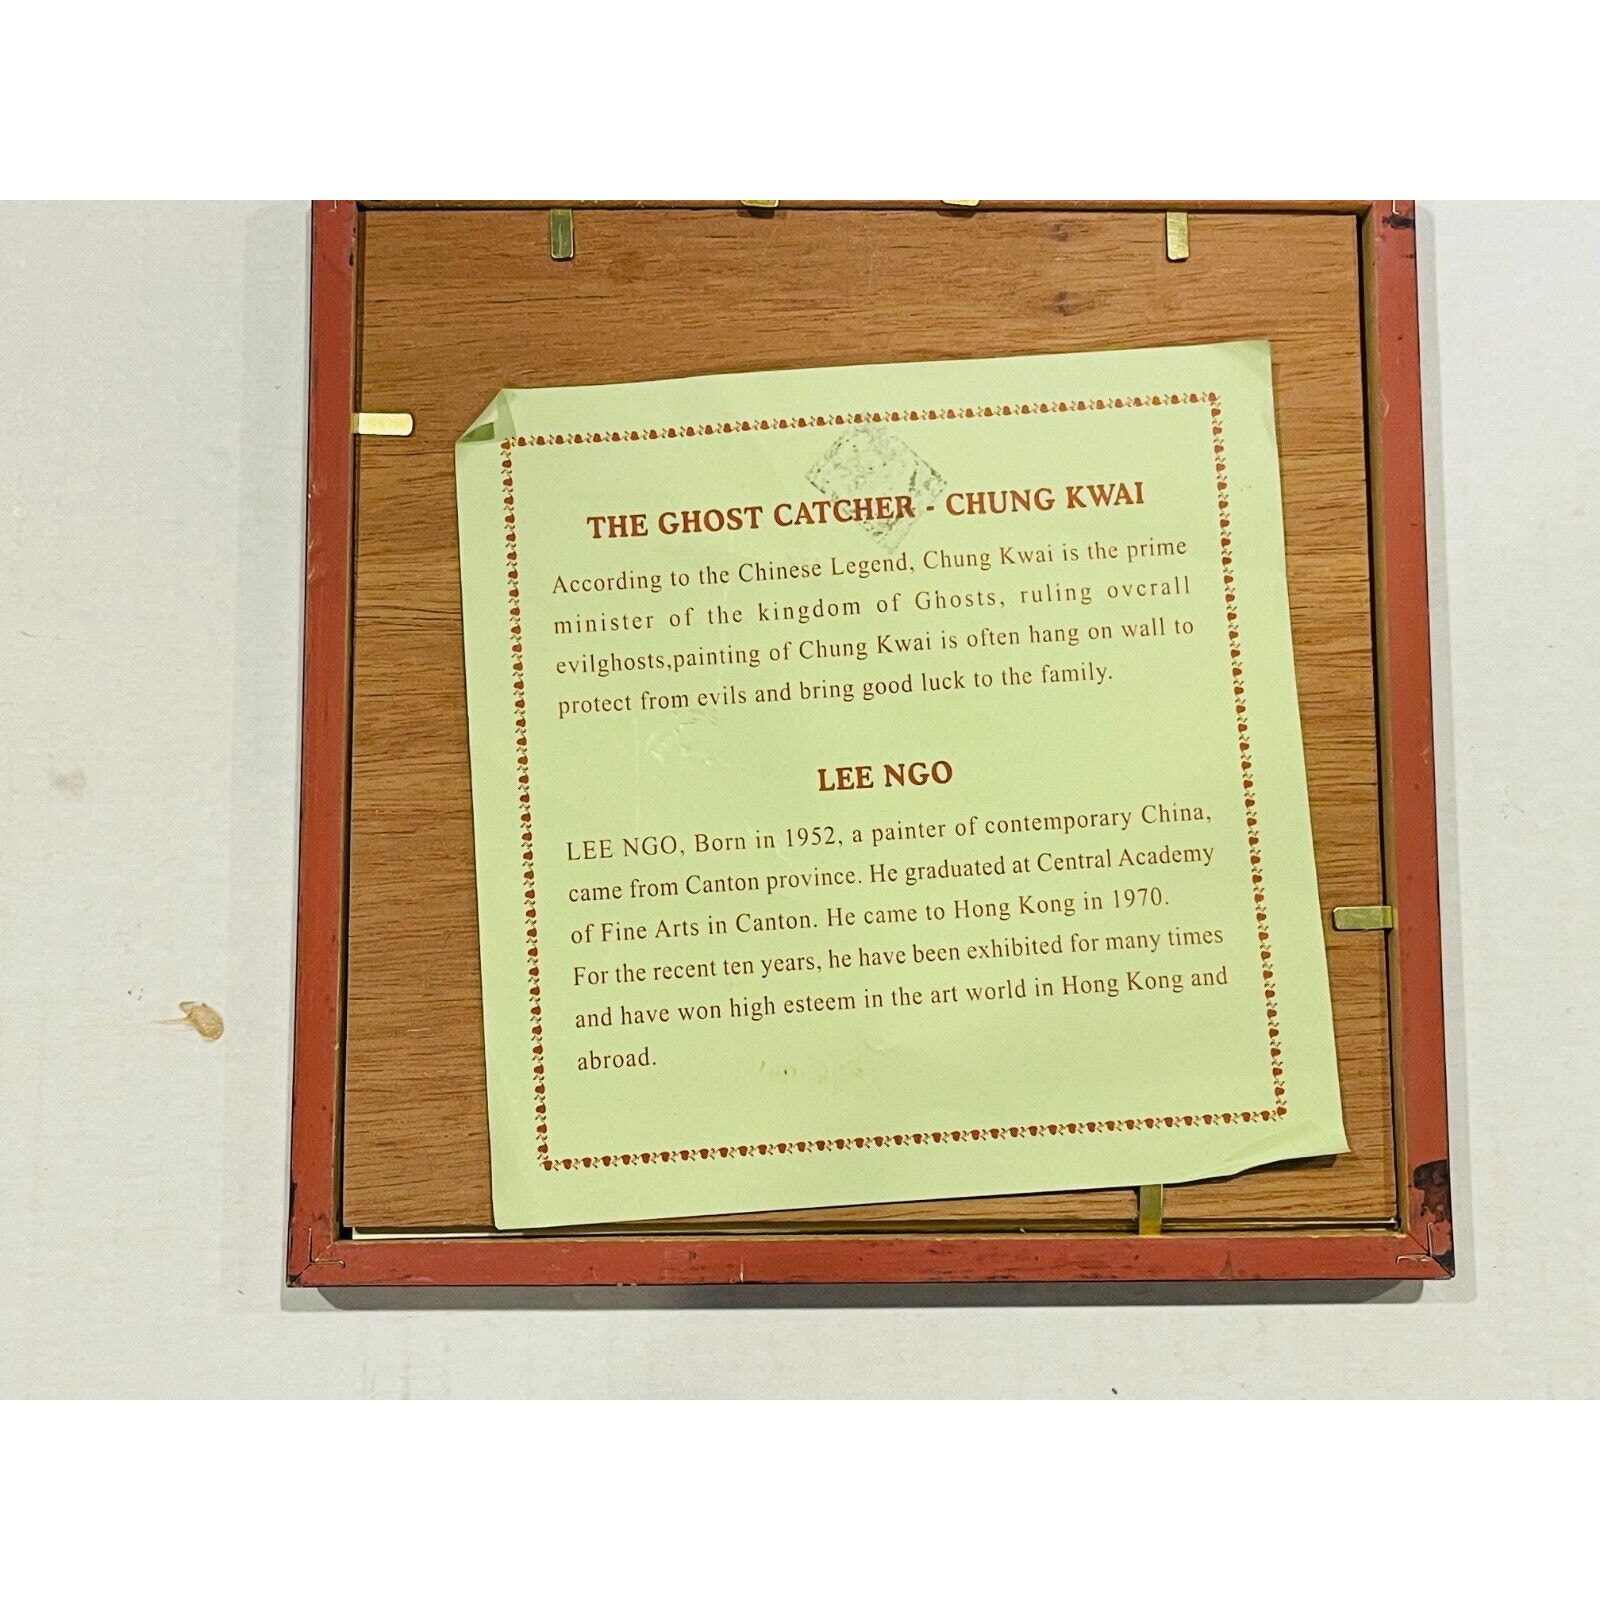 THE GHOST CATCHER - CHUNG KWAI
According to the Chinese Legend, Chung Kwai is the prime
minister of the kingdom of Ghosts, ruling overall
evilghosts,painting of Chung Kwai is often hang on wall to
protect from evils and bring good luck to the family.
LEE NGO
LEE NGO, Born in 1952, a painter of contemporary China,
came from Canton province. He graduated at Central Academy
of Fine Arts in Canton. He came to Hong Kong in 1970.
For the recent ten years, he have been exhibited for many times
and have won high esteem in the art world in Hong Kong and
abroad.